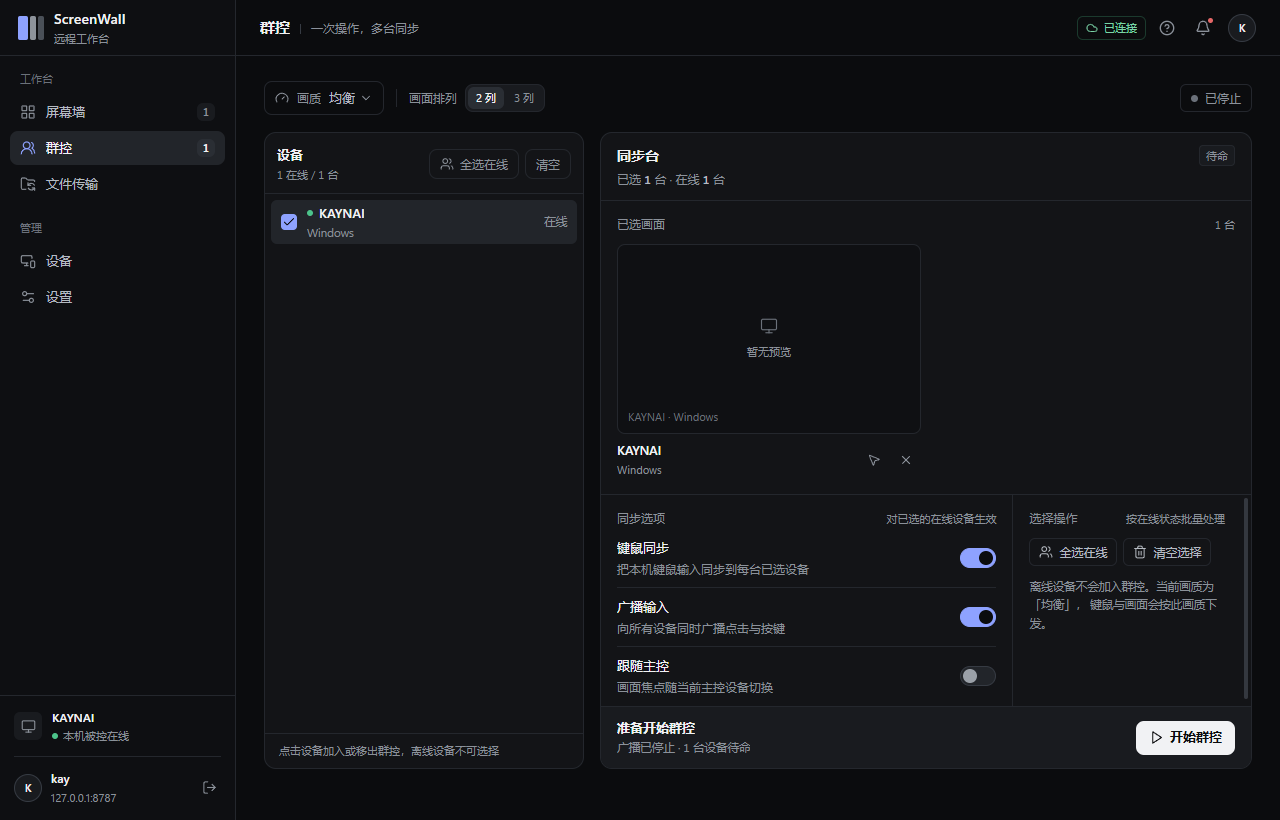 ScreenWall
远程工作台
工作台
屏幕墙 1
群控 1
文件传输
管理
设备
设置
KAYNAI
本机被控在线
K
kay
127.0.0.1:8787
群控 一次操作，多台同步
已连接
K
画质 均衡
画面排列 2 列 3 列
已停止
设备
1 在线 / 1 台
全选在线 清空
KAYNAI
Windows
在线
点击设备加入或移出群控，离线设备不可选择
同步台
已选 1 台 · 在线 1 台
待命
已选画面 1 台
暂无预览
KAYNAI · Windows
KAYNAI
Windows
同步选项 对已选的在线设备生效
键鼠同步
把本机键鼠输入同步到每台已选设备
广播输入
向所有设备同时广播点击与按键
跟随主控
画面焦点随当前主控设备切换
选择操作 按在线状态批量处理
全选在线 清空选择
离线设备不会加入群控。当前画质为
「均衡」，键鼠与画面会按此画质下
发。
准备开始群控
广播已停止 · 1 台设备待命
开始群控